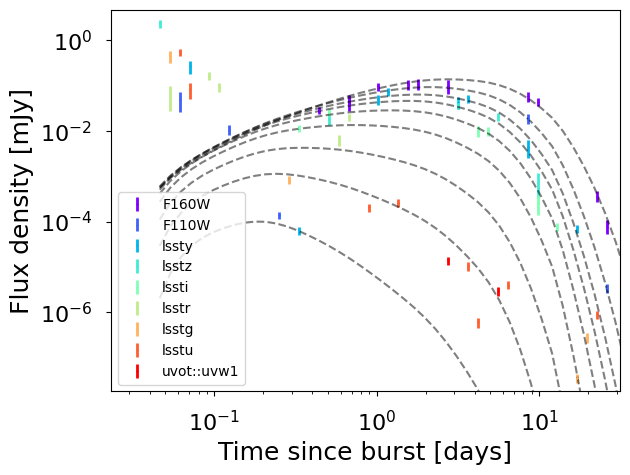 Flux density [mJy]
10⁰
10⁻²
10⁻⁴
10⁻⁶
F160W
F110W
lssty
lsstz
lssti
lsstr
lsstg
lsstu
uvot::uvw1
10⁻¹
10⁰
10¹
Time since burst [days]